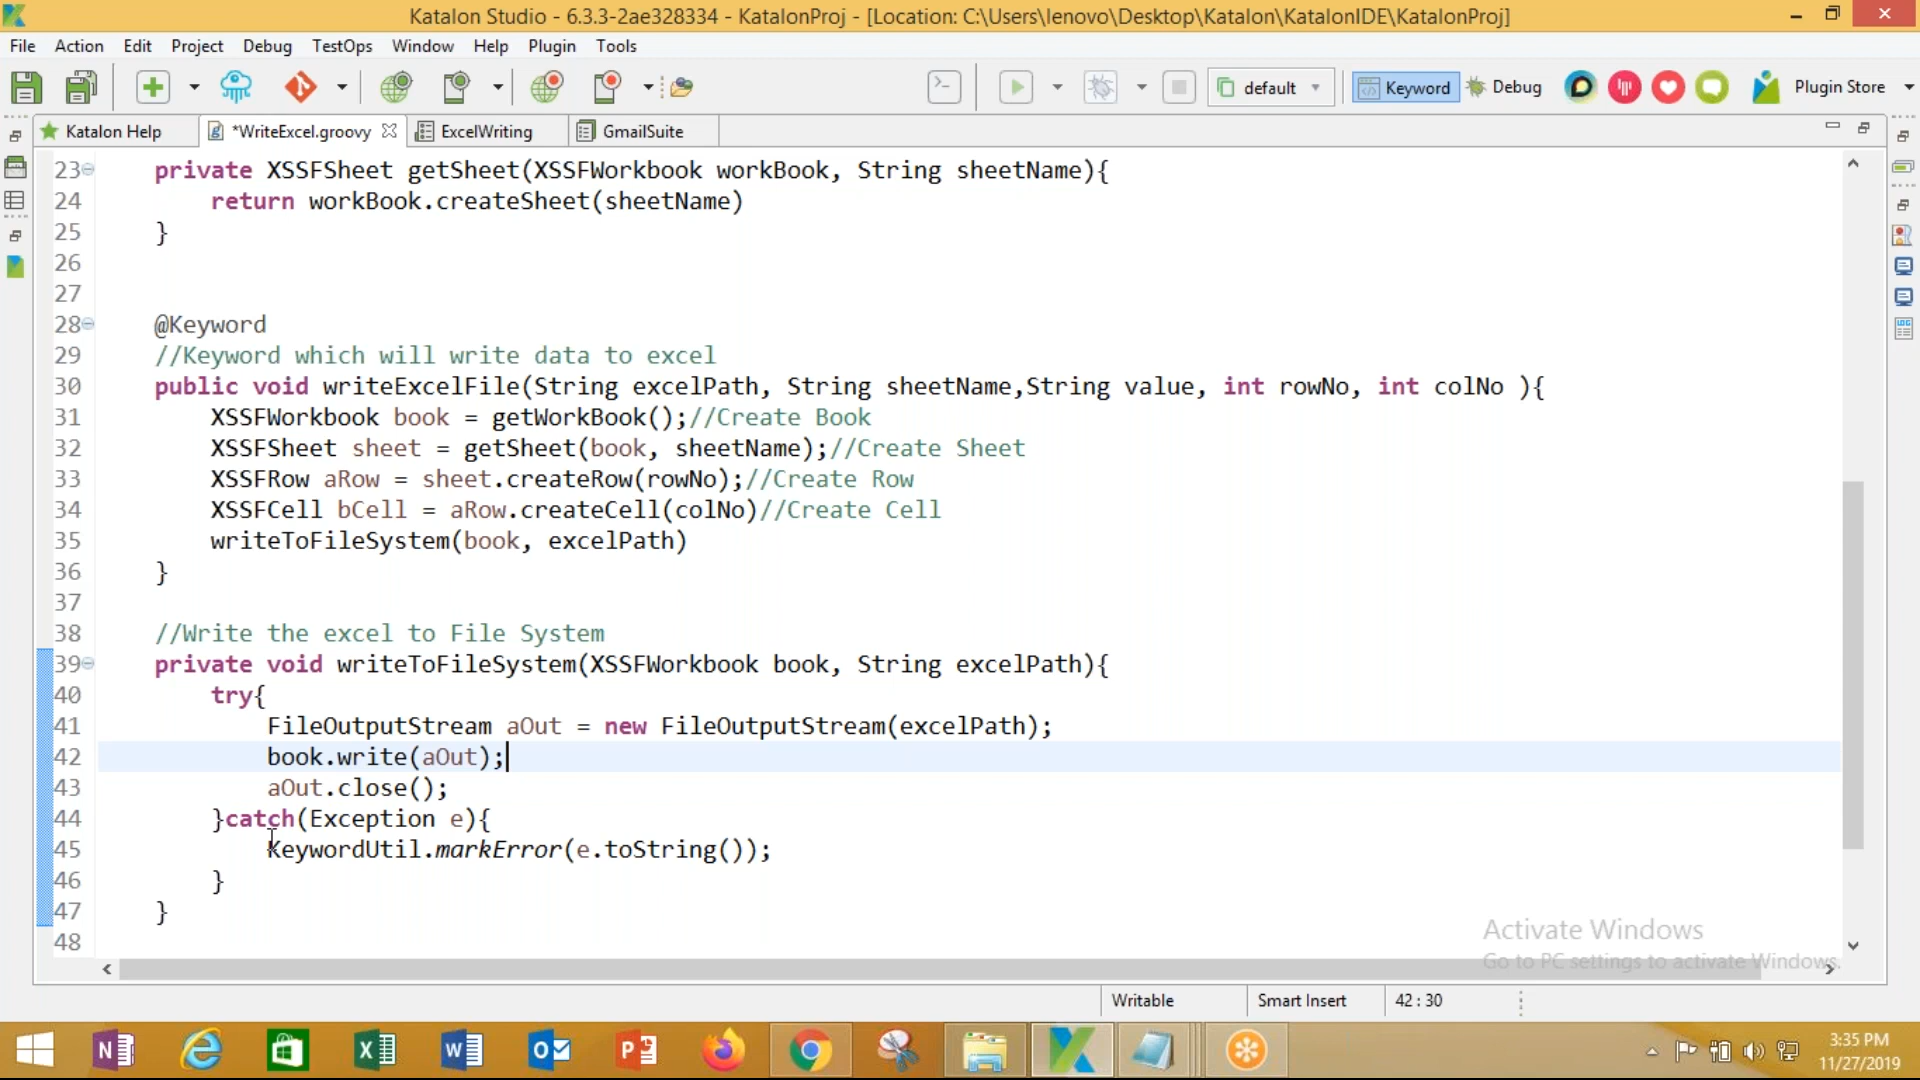 Katalon Studio - 6.3.3-2ae328334 - KatalonProj - [Location: C:\Users\lenovo\Desktop\Katalon\KatalonIDE\KatalonProj]
File Action Edit Project Debug TestOps Window Help Plugin Tools
default Keyword Debug Plugin Store
Katalon Help *WriteExcel.groovy ExcelWriting GmailSuite
23 private XSSFSheet getSheet(XSSFWorkbook workBook, String sheetName){
24 return workBook.createSheet(sheetName)
25 }
26
27
28 @Keyword
29 //Keyword which will write data to excel
30 public void writeExcelFile(String excelPath, String sheetName,String value, int rowNo, int colNo ){
31 XSSFWorkbook book = getWorkBook();//Create Book
32 XSSFSheet sheet = getSheet(book, sheetName);//Create Sheet
33 XSSFRow aRow = sheet.createRow(rowNo);//Create Row
34 XSSFCell bCell = aRow.createCell(colNo)//Create Cell
35 writeToFileSystem(book, excelPath)
36 }
37
38 //Write the excel to File System
39 private void writeToFileSystem(XSSFWorkbook book, String excelPath){
40 try{
41 FileOutputStream aOut = new FileOutputStream(excelPath);
42 book.write(aOut);
43 aOut.close();
44 }catch(Exception e){
45 KeywordUtil.markError(e.toString());
46 }
47 }
48
Activate Windows
Go to PC settings to activate Windows.
Writable Smart Insert 42 : 30
3:35 PM
11/27/2019